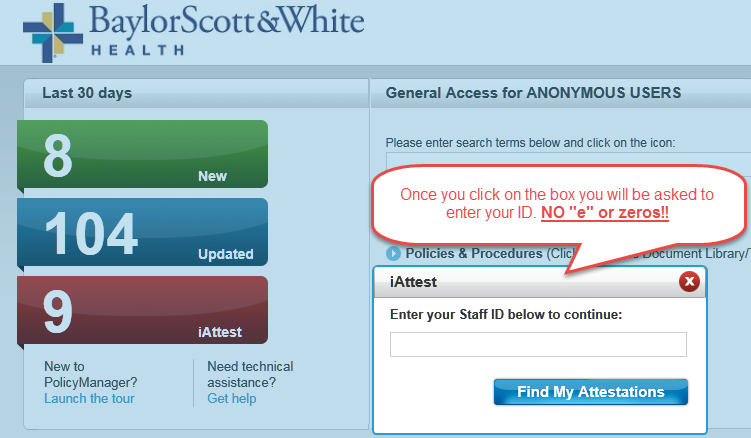 BaylorScott&White
HEALTH
Last 30 days
8
New
104
Updated
9
iAttest
New to
PolicyManager?
Launch the tour
Need technical
assistance?
Get help
General Access for ANONYMOUS USERS
Please enter search terms below and click on the icon:
Once you click on the box you will be asked to
enter your ID. NO "e" or zeros!!
Policies & Procedures (Clic Document Library/
iAttest
Enter your Staff ID below to continue:
Find My Attestations